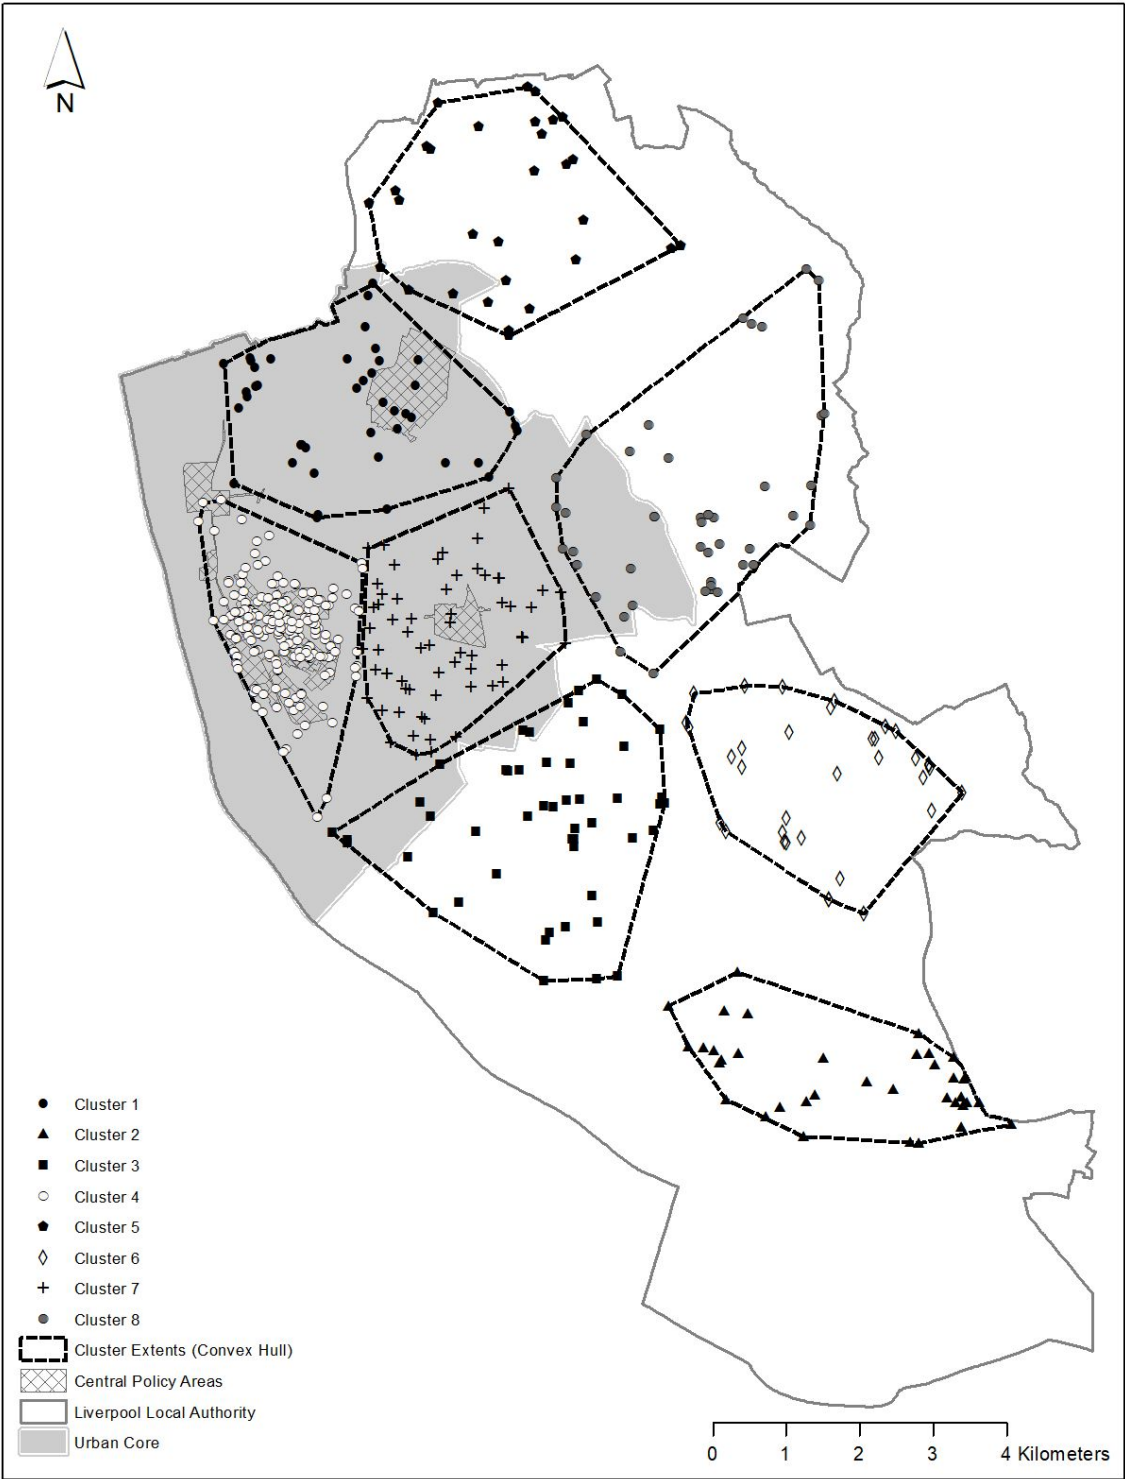 N
Cluster 1
Cluster 2
Cluster 3
Cluster 4
Cluster 5
Cluster 6
Cluster 7
Cluster 8
Cluster Extents (Convex Hull)
Central Policy Areas
Liverpool Local Authority
Urban Core
0 1 2 3 4 Kilometers